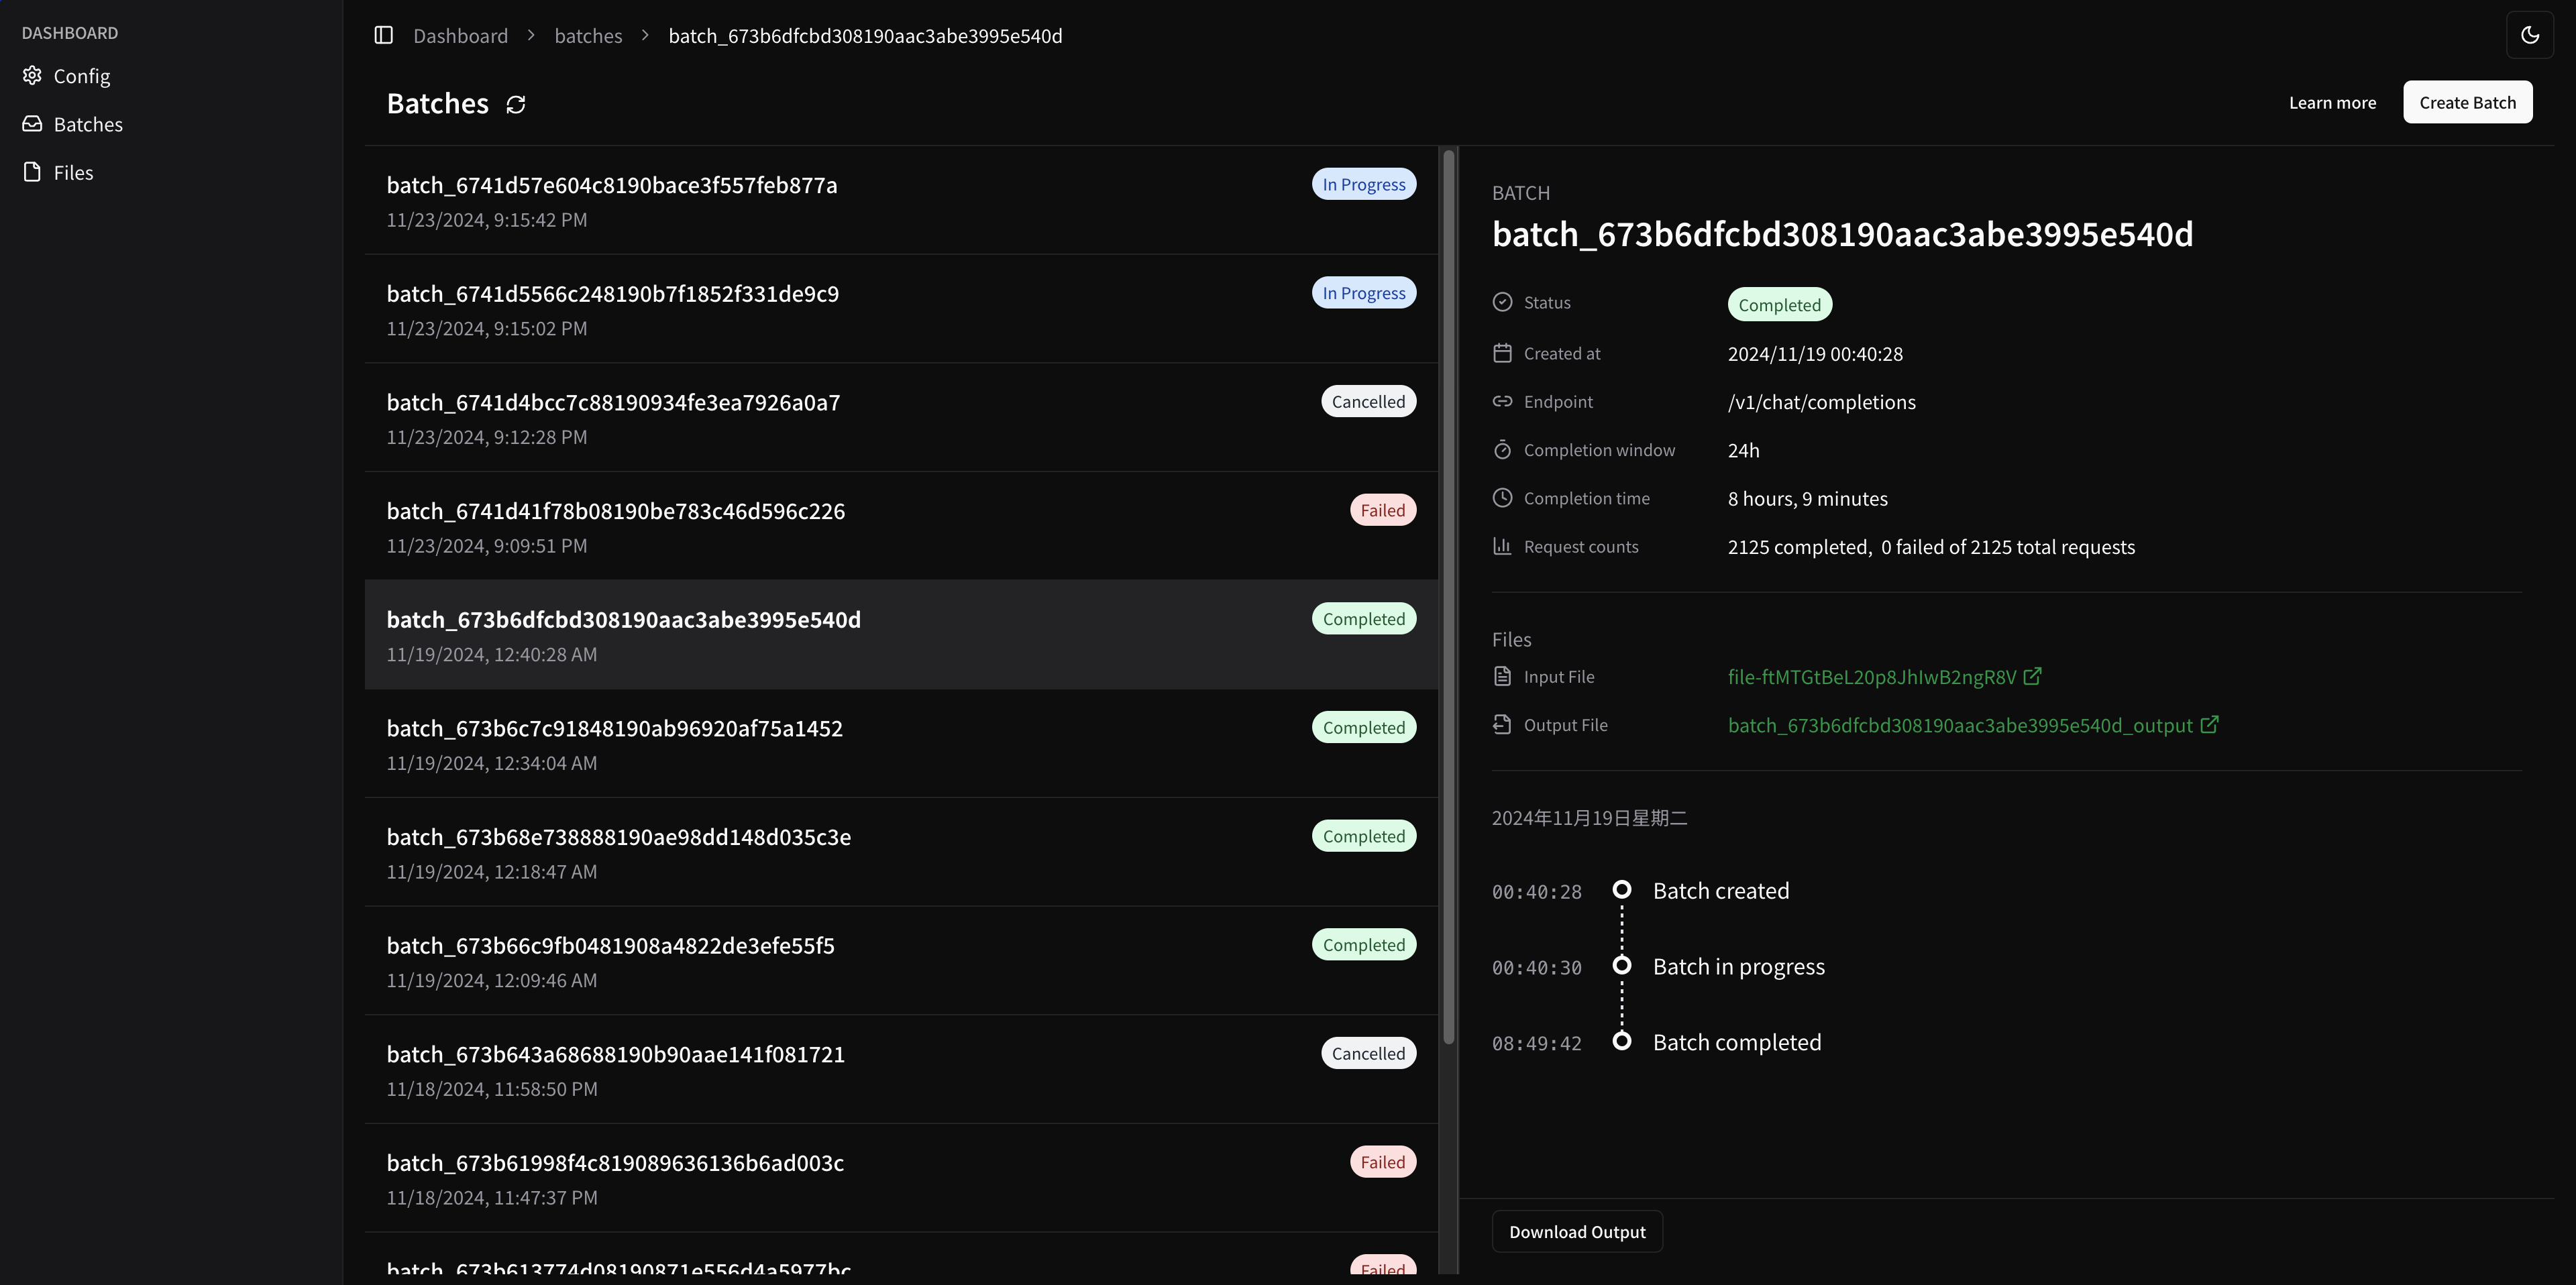 DASHBOARD
Config
Batches
Files
Dashboard > batches > batch_673b6dfcbd308190aac3abe3995e540d
Batches
Learn more
Create Batch
batch_6741d57e604c8190bace3f557feb877a
In Progress
11/23/2024, 9:15:42 PM
batch_6741d5566c248190b7f1852f331de9c9
In Progress
11/23/2024, 9:15:02 PM
batch_6741d4bcc7c88190934fe3ea7926a0a7
Cancelled
11/23/2024, 9:12:28 PM
batch_6741d41f78b08190be783c46d596c226
Failed
11/23/2024, 9:09:51 PM
batch_673b6dfcbd308190aac3abe3995e540d
Completed
11/19/2024, 12:40:28 AM
batch_673b6c7c91848190ab96920af75a1452
Completed
11/19/2024, 12:34:04 AM
batch_673b68e738888190ae98dd148d035c3e
Completed
11/19/2024, 12:18:47 AM
batch_673b66c9fb0481908a4822de3efe55f5
Completed
11/19/2024, 12:09:46 AM
batch_673b643a68688190b90aae141f081721
Cancelled
11/18/2024, 11:58:50 PM
batch_673b61998f4c819089636136b6ad003c
Failed
11/18/2024, 11:47:37 PM
batch_673b613774d08190871e556d4a5977bc
Failed
BATCH
batch_673b6dfcbd308190aac3abe3995e540d
Status Completed
Created at 2024/11/19 00:40:28
Endpoint /v1/chat/completions
Completion window 24h
Completion time 8 hours, 9 minutes
Request counts 2125 completed, 0 failed of 2125 total requests
Files
Input File file-ftMTGtBeL20p8JhIwB2ngR8V
Output File batch_673b6dfcbd308190aac3abe3995e540d_output
2024年11月19日星期二
00:40:28 Batch created
00:40:30 Batch in progress
08:49:42 Batch completed
Download Output